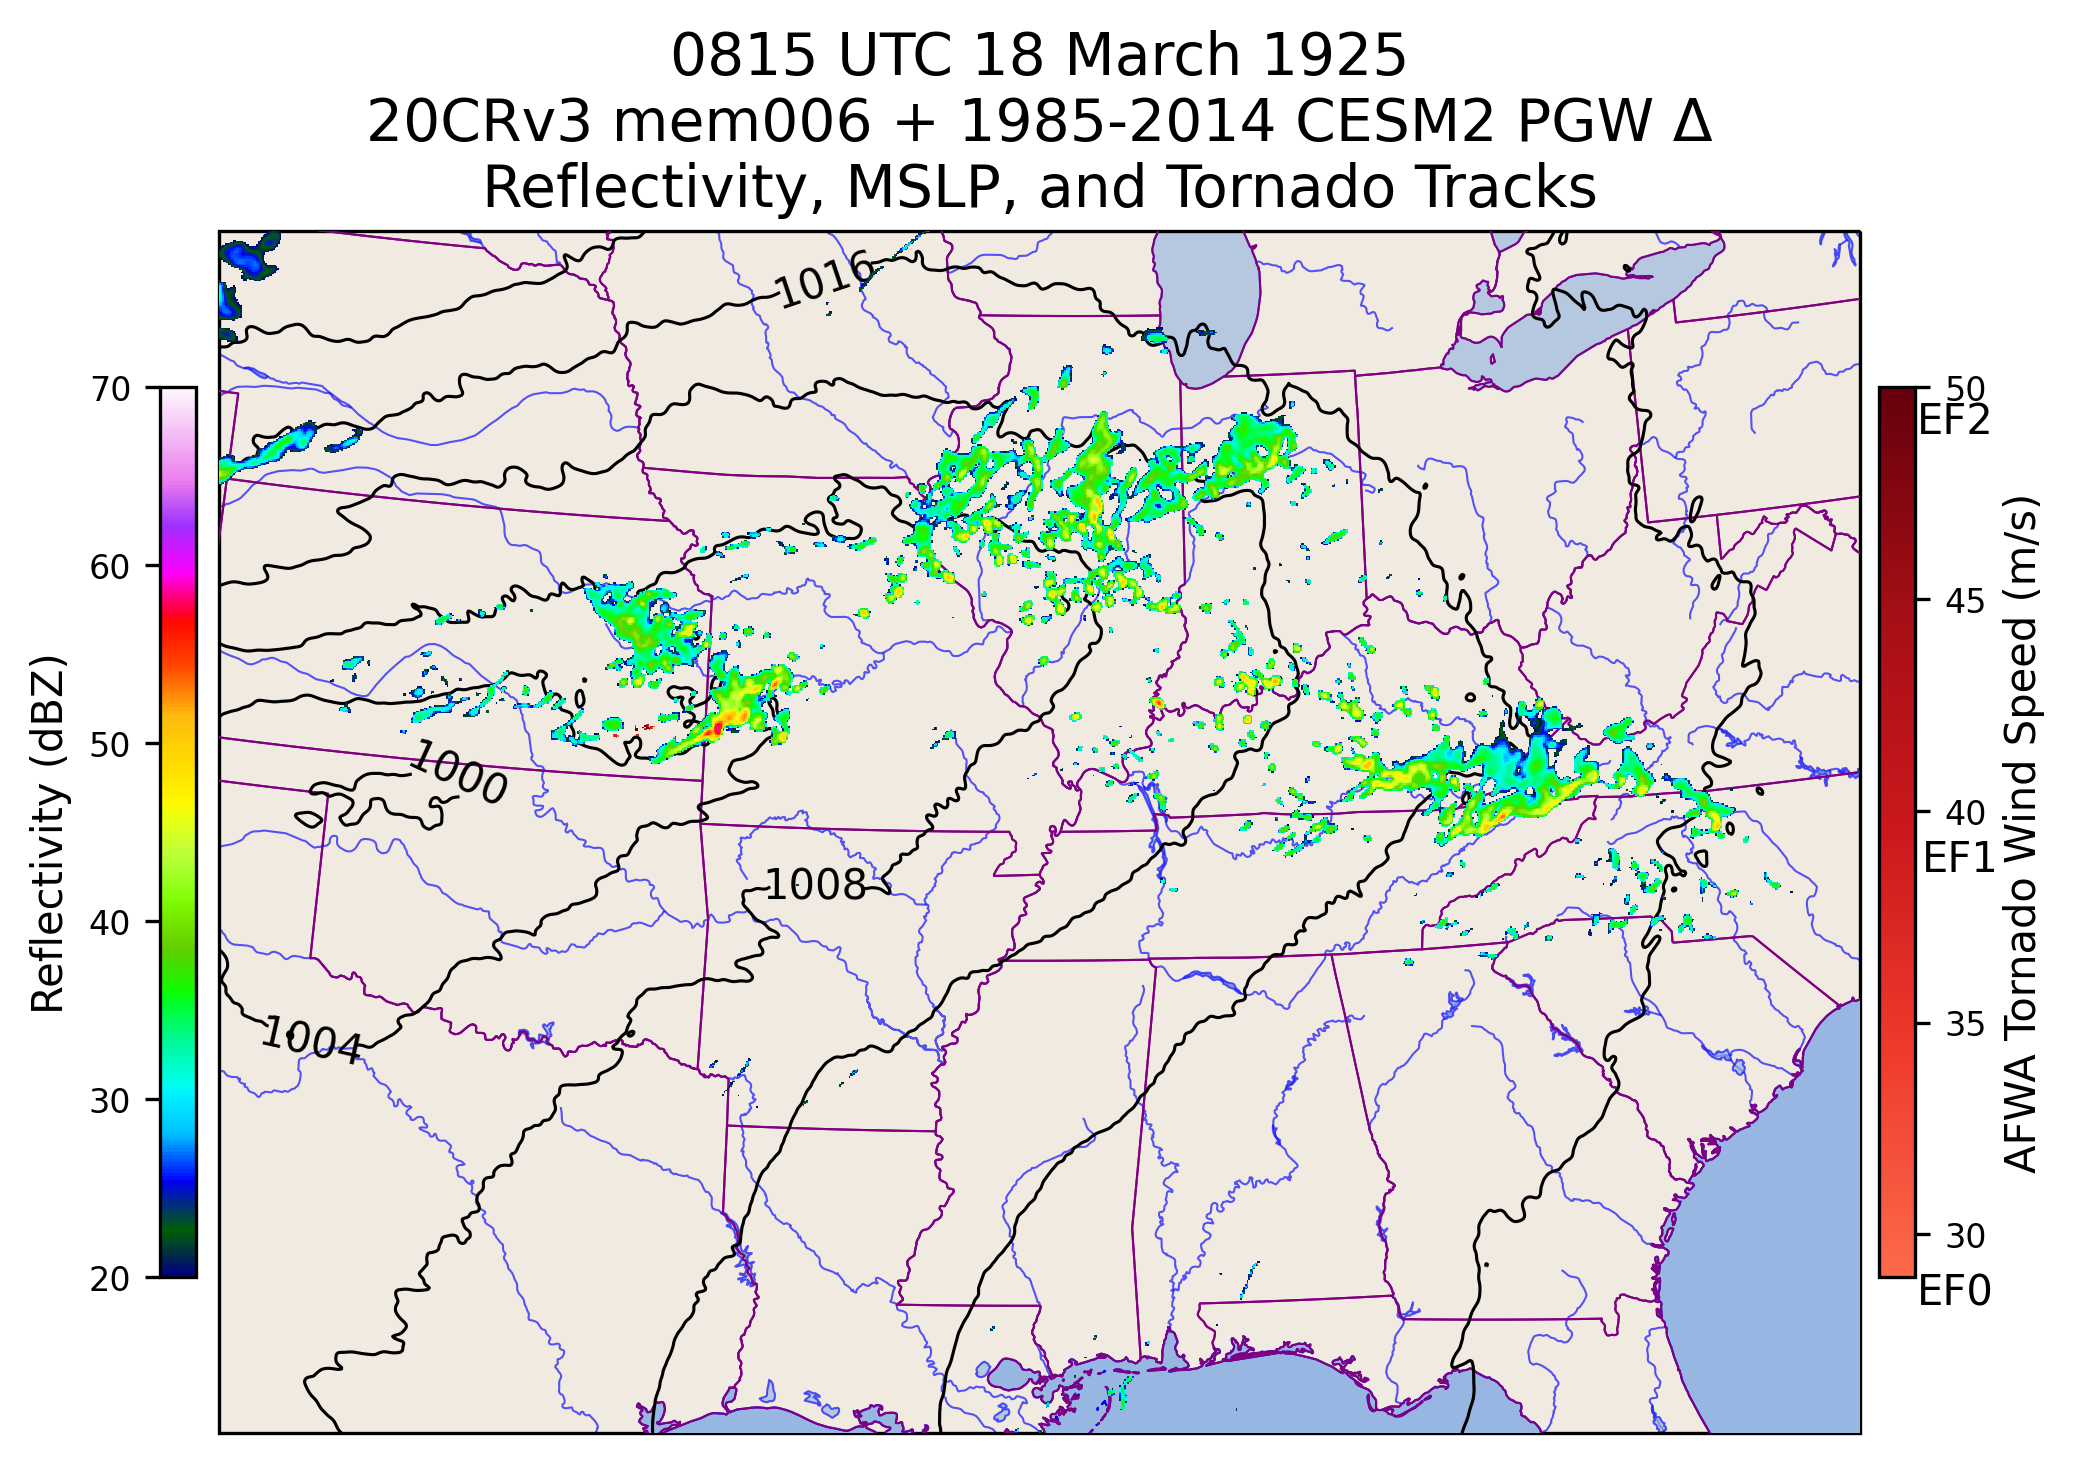 0815 UTC 18 March 1925
20CRv3 mem006 + 1985-2014 CESM2 PGW Δ
Reflectivity, MSLP, and Tornado Tracks
1016
1000
1008
1004
Reflectivity (dBZ)
70
60
50
40
30
20
50
EF2
45
40
EF1
35
30
EF0
AFWA Tornado Wind Speed (m/s)